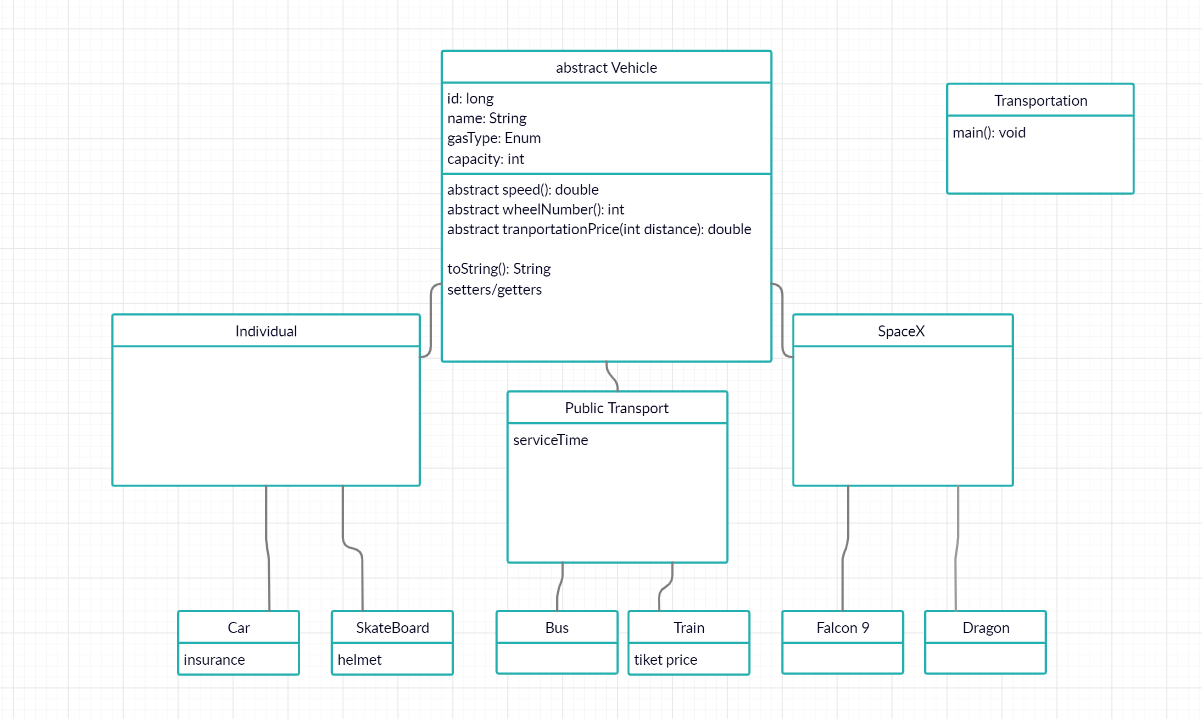 abstract Vehicle
id: long
name: String
gasType: Enum
capacity: int
abstract speed(): double
abstract wheelNumber(): int
abstract tranportationPrice(int distance): double
toString(): String
setters/getters
Transportation
main(): void
Individual
SpaceX
Public Transport
serviceTime
Car
insurance
SkateBoard
helmet
Bus
Train
tiket price
Falcon 9
Dragon